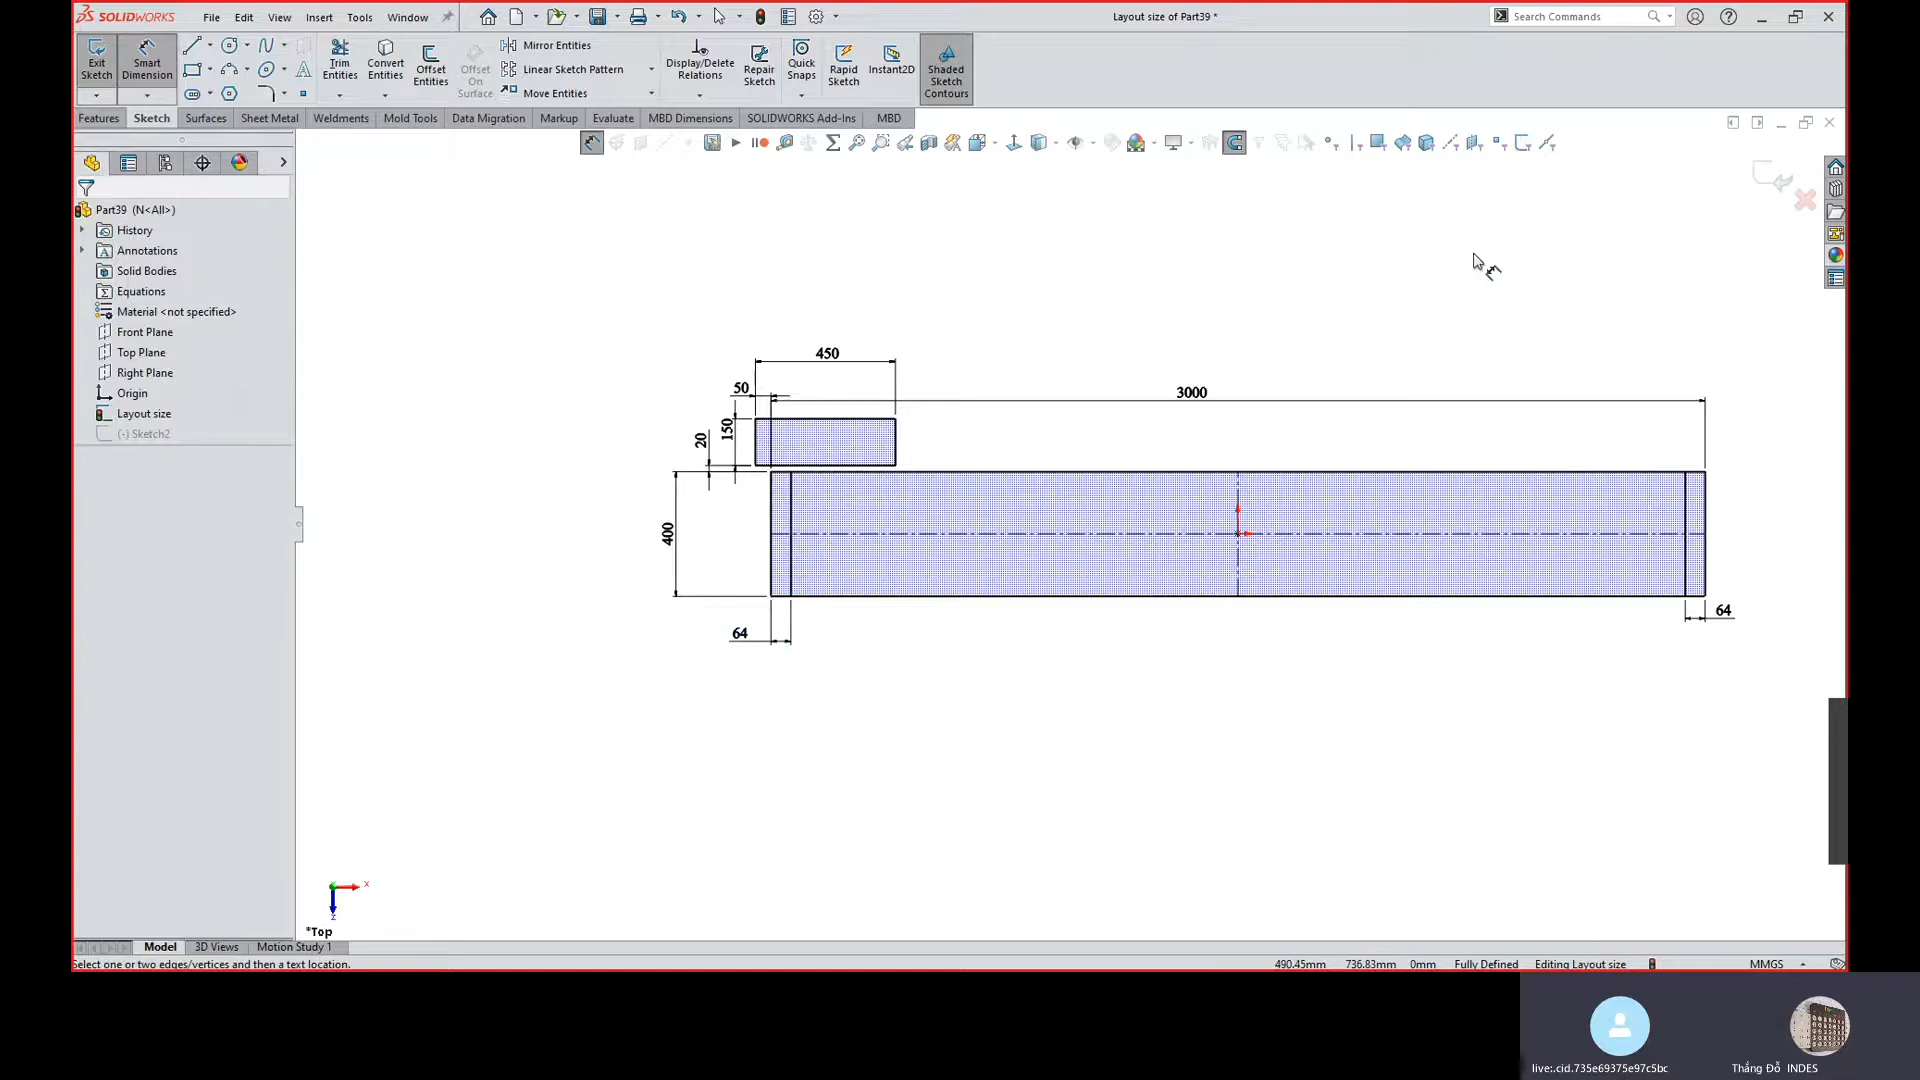 SOLIDWORKS File Edit View Insert Tools Window Layout size of Part39 * Search Commands
Exit Sketch
Smart Dimension
Trim Entities
Convert Entities
Offset Entities
Offset On Surface
Mirror Entities
Linear Sketch Pattern
Move Entities
Display/Delete Relations
Repair Sketch
Quick Snaps
Rapid Sketch
Instant2D
Shaded Sketch Contours
Features Sketch Surfaces Sheet Metal Weldments Mold Tools Data Migration Markup Evaluate MBD Dimensions SOLIDWORKS Add-Ins MBD
Part39 (N<All>)
History
Annotations
Solid Bodies
Equations
Material <not specified>
Front Plane
Top Plane
Right Plane
Origin
Layout size
(-) Sketch2
450
50
3000
150
20
400
64
64
x
z
*Top
Model 3D Views Motion Study 1
Select one or two edges/vertices and then a text location. 490.45mm 736.83mm 0mm Fully Defined Editing Layout size MMGS
live:.cid.735e69375e97c5bc Thắng Đỗ INDES